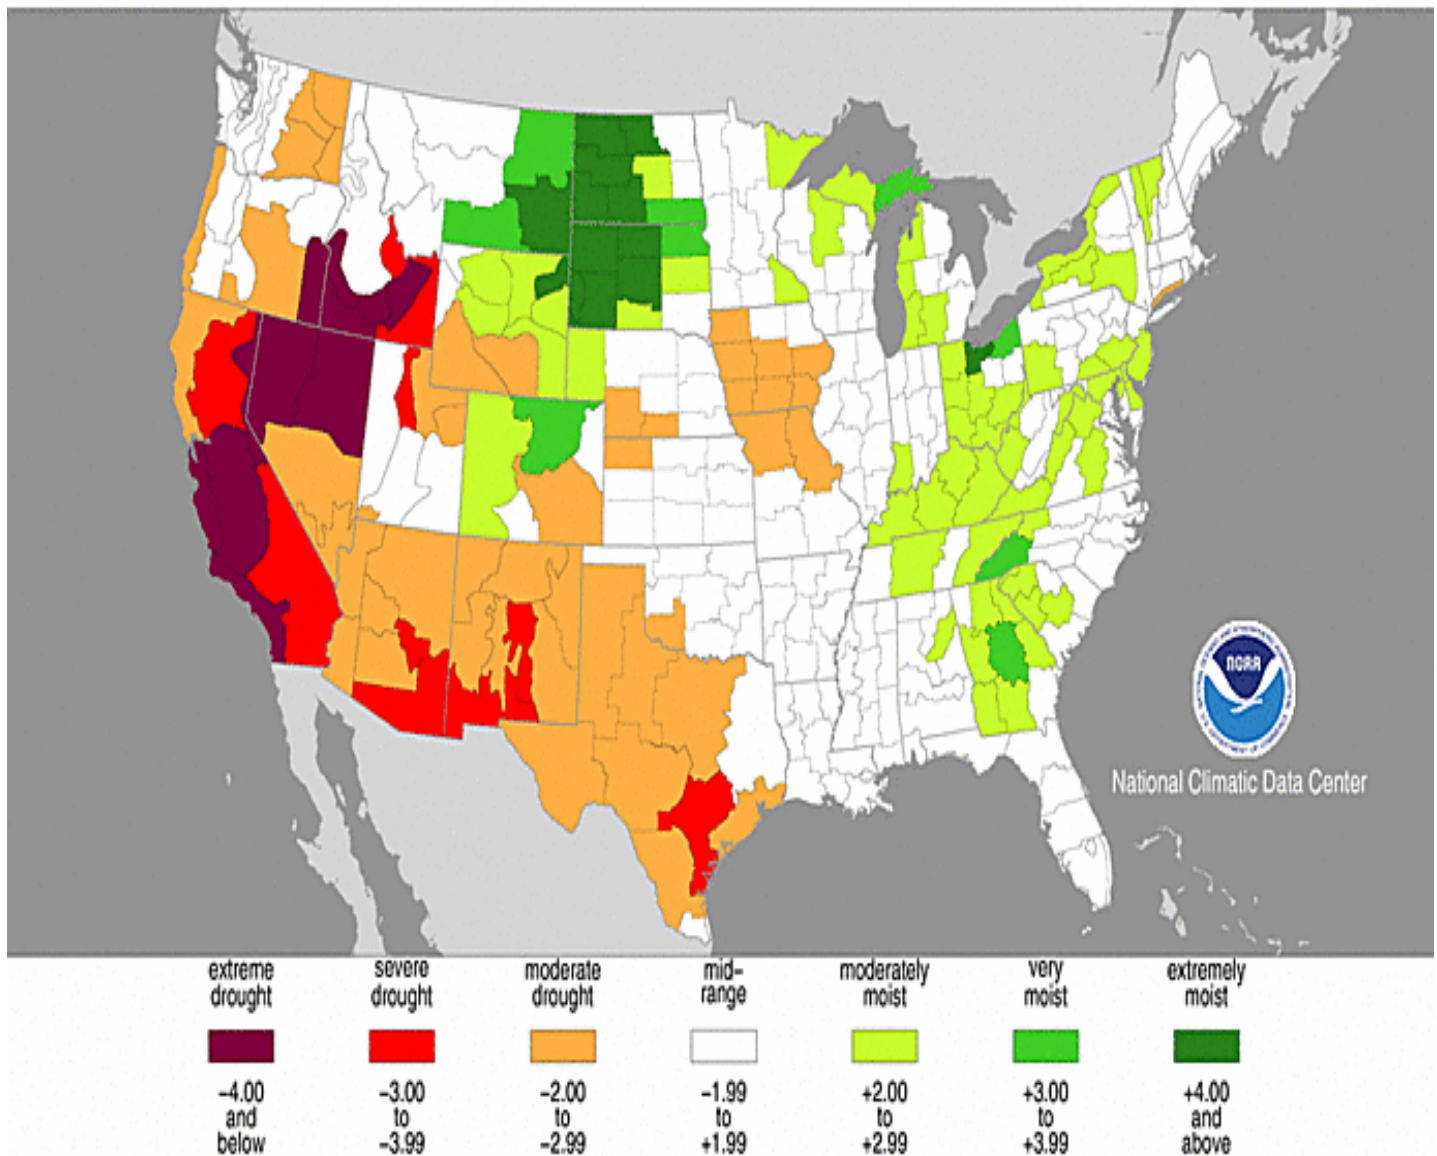 NOAA
National Climatic Data Center
extreme drought
severe drought
moderate drought
mid-range
moderately moist
very moist
extremely moist
-4.00 and below
-3.00 to -3.99
-2.00 to -2.99
-1.99 to +1.99
+2.00 to +2.99
+3.00 to +3.99
+4.00 and above